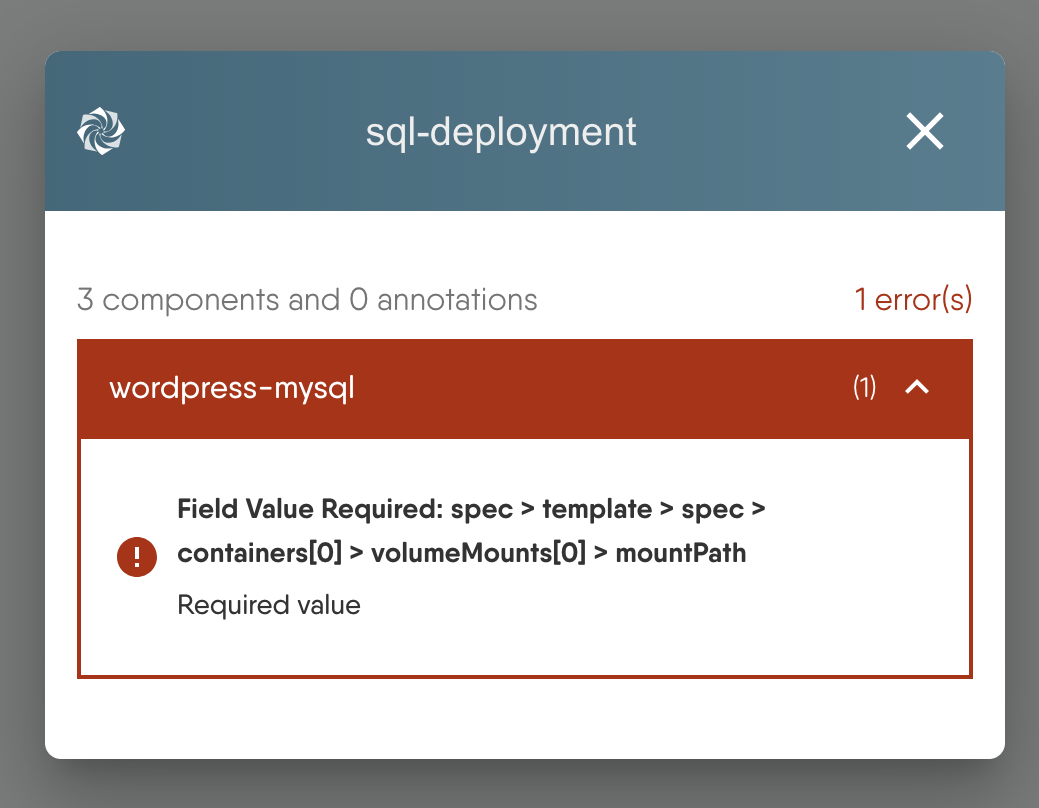 sql-deployment
3 components and 0 annotations
1 error(s)
wordpress-mysql
(1)
Field Value Required: spec > template > spec >
containers[0] > volumeMounts[0] > mountPath
Required value